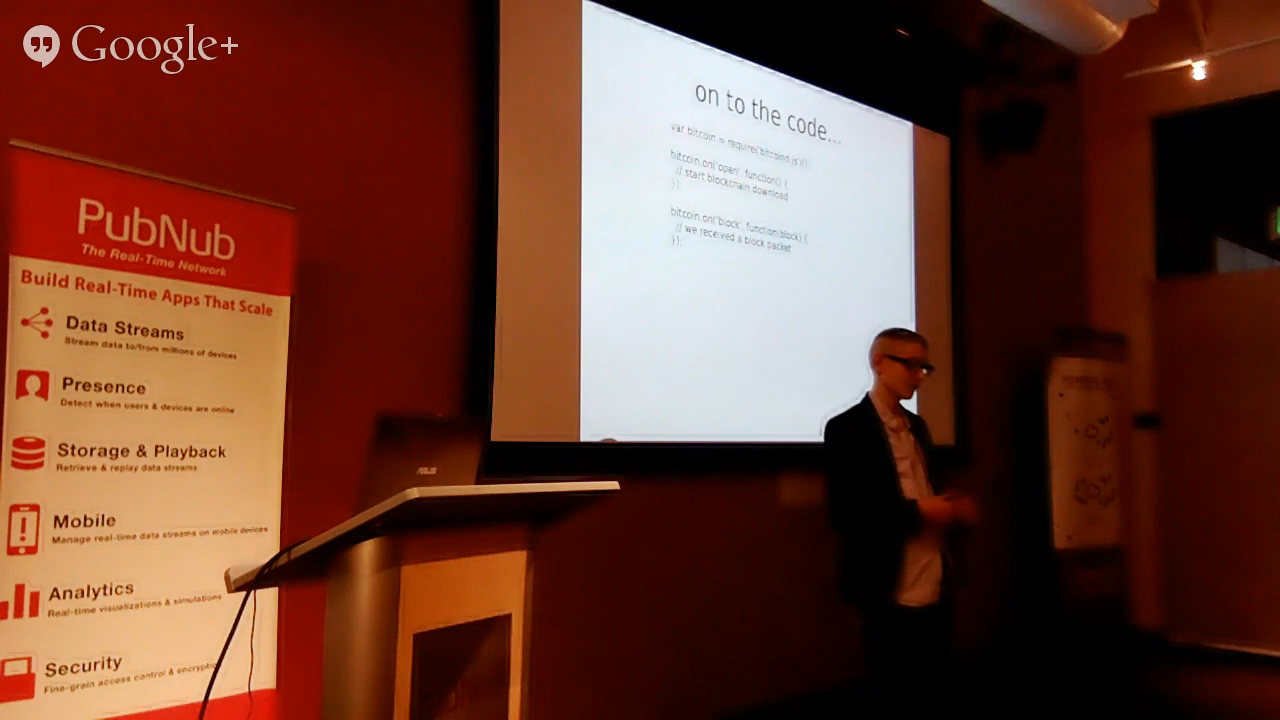 Google+
PubNub
The Real-Time Network
Build Real-Time Apps That Scale
Data Streams
Stream data to/from millions of devices
Presence
Detect when users & devices are online
Storage & Playback
Retrieve & replay data streams
Mobile
Manage real-time data streams on mobile devices
Analytics
Real-time visualizations & simulations
Security
Fine-grain access control & encryptio
ASUS
on to the code...
var bitcoin = require('bitcoind.js')();
bitcoin.on('open', function() {
// start blockchain download
});
bitcoin.on('block', function(block) {
// we received a block packet
});